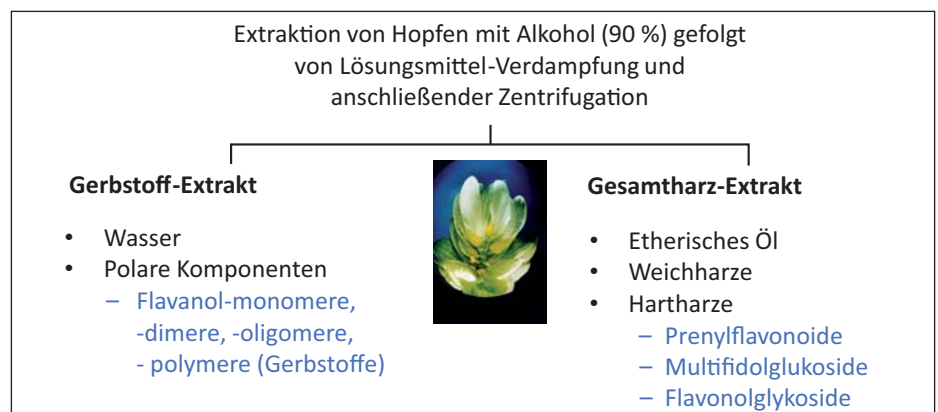 Extraktion von Hopfen mit Alkohol (90 %) gefolgt
von Lösungsmittel-Verdampfung und
anschließender Zentrifugation
Gerbstoff-Extrakt
• Wasser
• Polare Komponenten
– Flavanol-monomere,
-dimere, -oligomere,
- polymere (Gerbstoffe)
Gesamtharz-Extrakt
• Etherisches Öl
• Weichharze
• Hartharze
– Prenylflavonoide
– Multifidolglukoside
– Flavonolglykoside